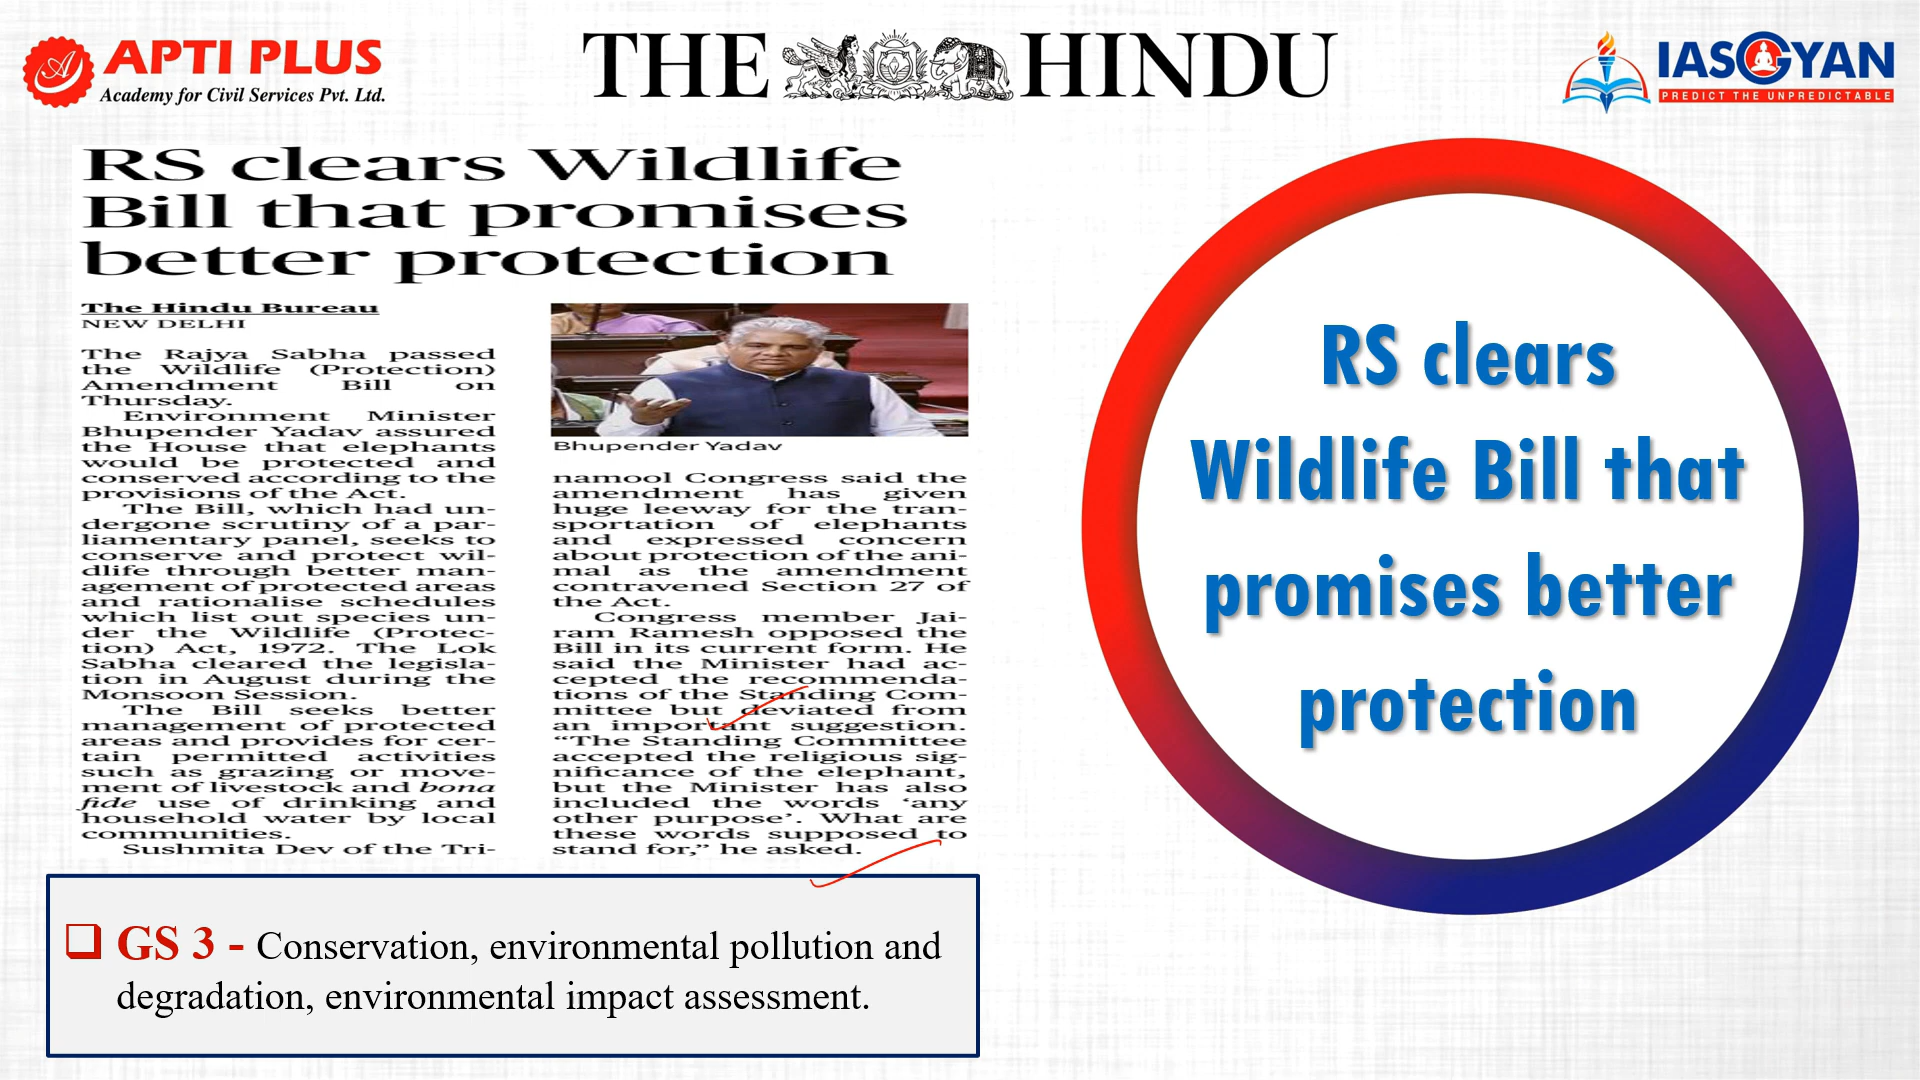 APTI PLUS
Academy for Civil Services Pvt. Ltd.
THE HINDU
IASGYAN
PREDICT THE UNPREDICTABLE
RS clears Wildlife
Bill that promises
better protection
The Hindu Bureau
NEW DELHI
The Rajya Sabha passed
the Wildlife (Protection)
Amendment Bill on
Thursday.
Environment Minister
Bhupender Yadav assured
the House that elephants
would be protected and
conserved according to the
provisions of the Act.
The Bill, which had un-
dergone scrutiny of a par-
liamentary panel, seeks to
conserve and protect wil-
dlife through better man-
agement of protected areas
and rationalise schedules
which list out species un-
der the Wildlife (Protec-
tion) Act, 1972. The Lok
Sabha cleared the legisla-
tion in August during the
Monsoon Session.
The Bill seeks better
management of protected
areas and provides for cer-
tain permitted activities
such as grazing or move-
ment of livestock and bona
fide use of drinking and
household water by local
communities.
Sushmita Dev of the Tri-
Bhupender Yadav
namool Congress said the
amendment has given
huge leeway for the tran-
sportation of elephants
and expressed concern
about protection of the ani-
mal as the amendment
contravened Section 27 of
the Act.
Congress member Jai-
ram Ramesh opposed the
Bill in its current form. He
said the Minister had ac-
cepted the recommenda-
tions of the Standing Com-
mittee but deviated from
an important suggestion.
“The Standing Committee
accepted the religious sig-
nificance of the elephant,
but the Minister has also
included the words ‘any
other purpose’. What are
these words supposed to
stand for,” he asked.
RS clears
Wildlife Bill that
promises better
protection
GS 3 - Conservation, environmental pollution and
degradation, environmental impact assessment.